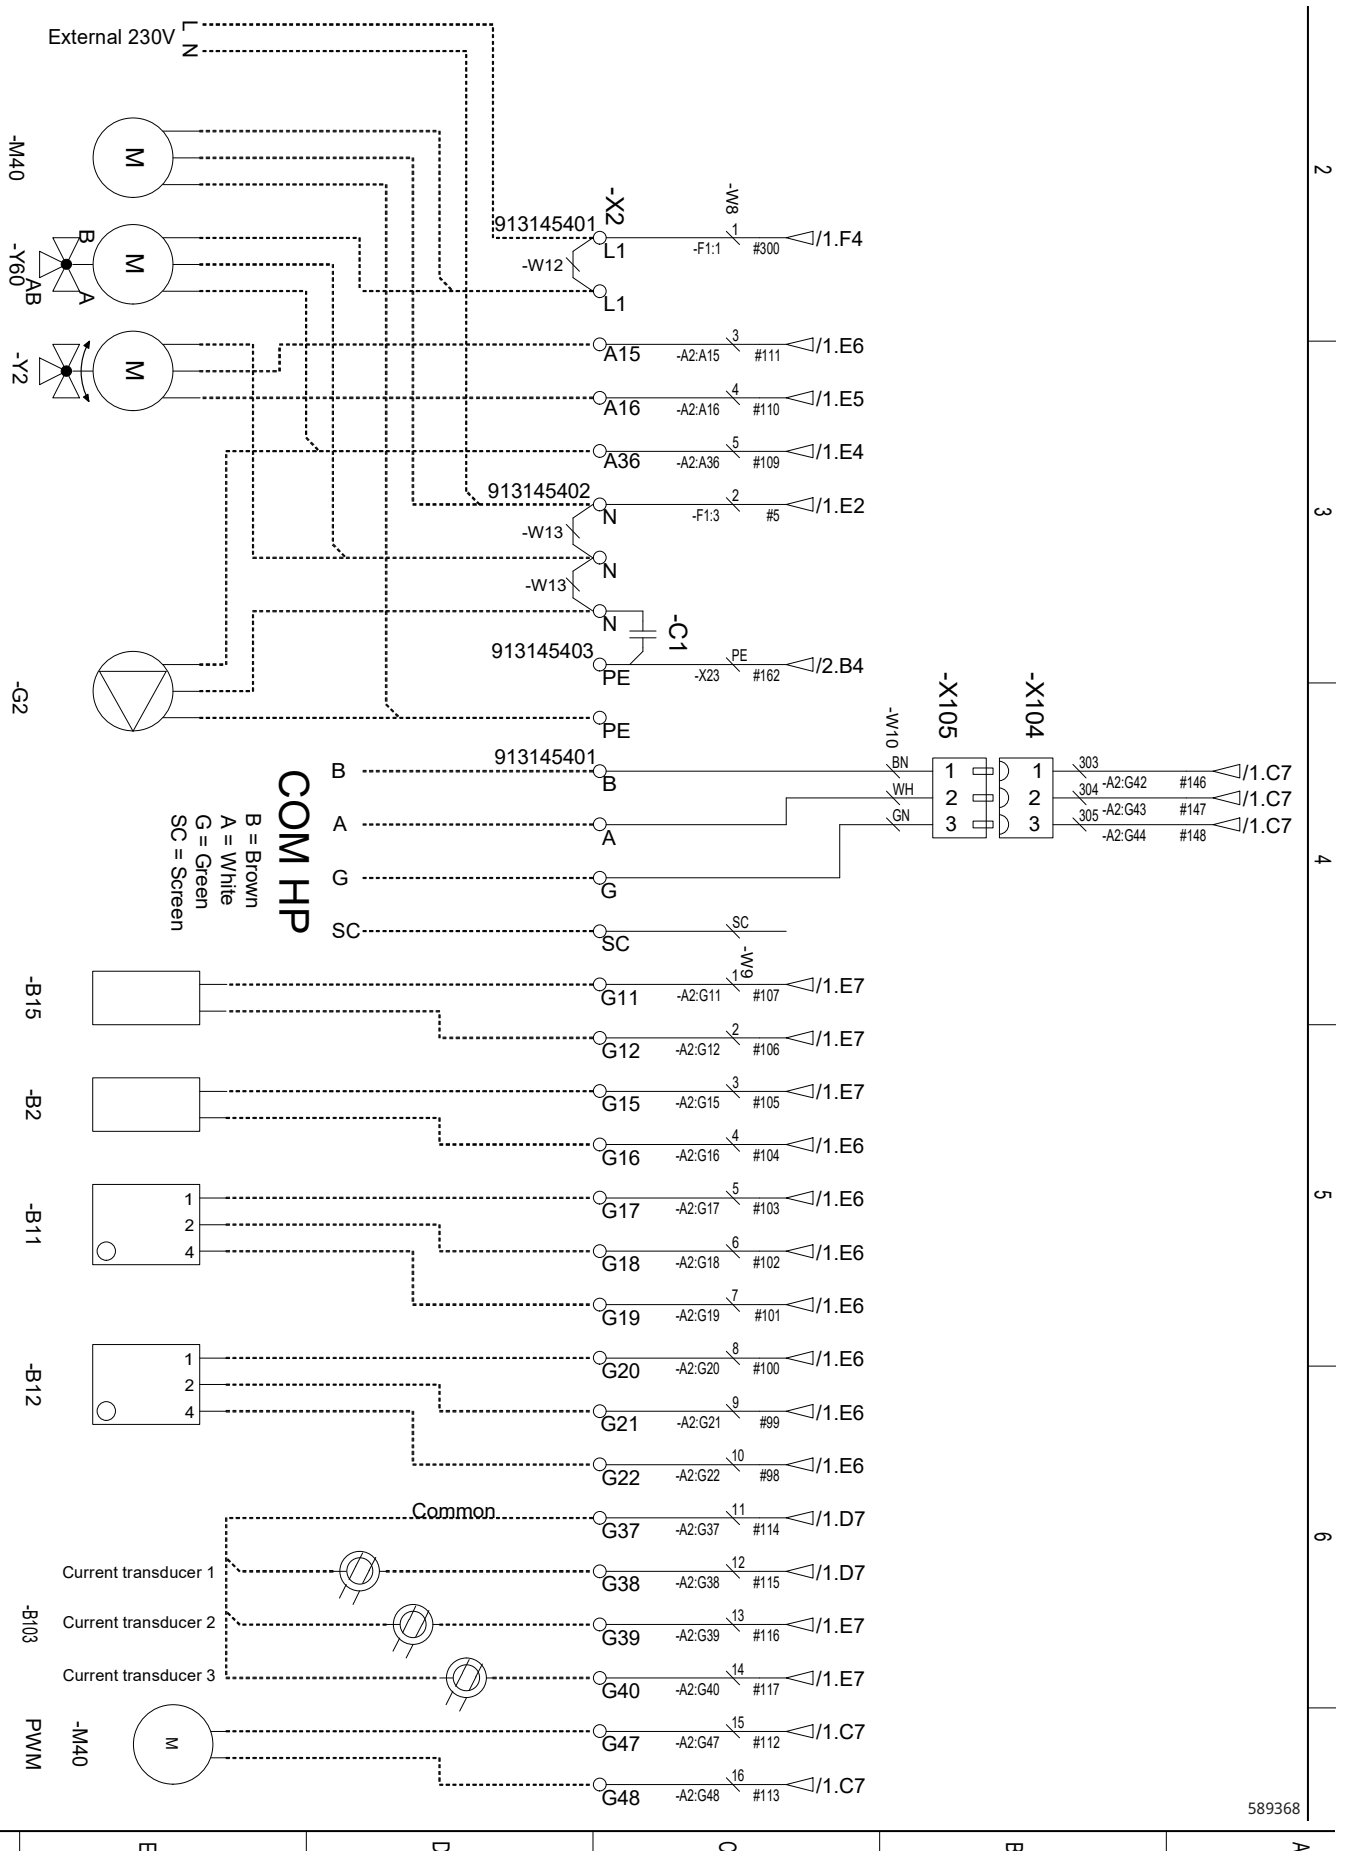 External 230V
L
N
-M40
M
-Y60
B
AB
A
M
-Y2
M
-G2
-X2
-W8
913145401
L1
-F1:1
1
#300
/1.F4
-W12
L1
A15
-A2:A15
3
#111
/1.E6
A16
-A2:A16
4
#110
/1.E5
A36
-A2:A36
5
#109
/1.E4
913145402
N
-F1:3
2
#5
/1.E2
-W13
N
-W13
N
-C1
913145403
PE
-X23
PE
#162
/2.B4
PE
-W10
-X105
-X104
913145401
B
B
BN
1
1
303
-A2:G42
#146
/1.C7
A
A
WH
2
2
304
-A2:G43
#147
/1.C7
G
G
GN
3
3
305
-A2:G44
#148
/1.C7
SC
SC
SC
COM HP
B = Brown
A = White
G = Green
SC = Screen
-W9
-B15
G11
-A2:G11
1
#107
/1.E7
G12
-A2:G12
2
#106
/1.E7
-B2
G15
-A2:G15
3
#105
/1.E7
G16
-A2:G16
4
#104
/1.E6
-B11
1
2
4
G17
-A2:G17
5
#103
/1.E6
G18
-A2:G18
6
#102
/1.E6
G19
-A2:G19
7
#101
/1.E6
-B12
1
2
4
G20
-A2:G20
8
#100
/1.E6
G21
-A2:G21
9
#99
/1.E6
G22
-A2:G22
10
#98
/1.E6
Common
G37
-A2:G37
11
#114
/1.D7
-B103
Current transducer 1
G38
-A2:G38
12
#115
/1.D7
Current transducer 2
G39
-A2:G39
13
#116
/1.E7
Current transducer 3
G40
-A2:G40
14
#117
/1.E7
-M40
PWM
M
G47
-A2:G47
15
#112
/1.C7
G48
-A2:G48
16
#113
/1.C7
2
3
4
5
6
589368
E
D
C
B
A